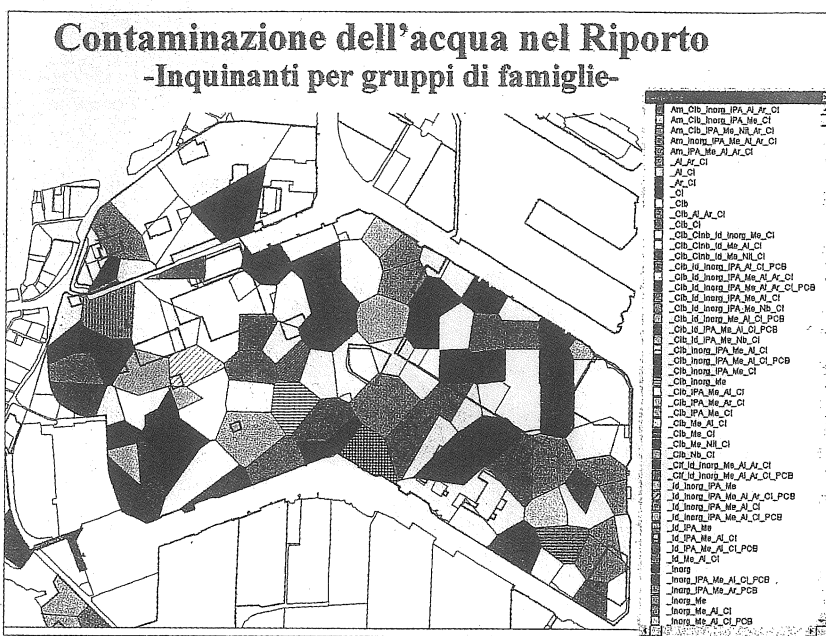 Contaminazione dell'acqua nel Riporto
-Inquinanti per gruppi di famiglie-
Am_Clb_Inorg_IPA_Al_Ar_Cl
Am_Clb_Inorg_IPA_Me_Cl
Am_Clb_IPA_Me_Nit_Ar_Cl
Am_Inorg_IPA_Me_Al_Ar_Cl
Am_IPA_Me_Al_Ar_Cl
_Al_Ar_Cl
_Al_Cl
_Ar_Cl
_Cl
_Clb
_Clb_Al_Ar_Cl
_Clb_Cl
_Clb_Clnb_Id_Inorg_Me_Cl
_Clb_Clnb_Id_Me_Al_Cl
_Clb_Clnb_Id_Me_Nit_Cl
_Clb_Id_Inorg_IPA_Al_Cl_PCB
_Clb_Id_Inorg_IPA_Me_Al_Ar_Cl
_Clb_Id_Inorg_IPA_Me_Al_Ar_Cl_PCB
_Clb_Id_Inorg_IPA_Me_Al_Cl
_Clb_Id_Inorg_IPA_Me_Nb_Cl
_Clb_Id_Inorg_Me_Al_Cl_PCB
_Clb_Id_IPA_Me_Al_Cl_PCB
_Clb_Id_IPA_Me_Nb_Cl
_Clb_Inorg_IPA_Me_Al_Cl
_Clb_Inorg_IPA_Me_Al_Cl_PCB
_Clb_Inorg_IPA_Me_Cl
_Clb_Inorg_Me
_Clb_IPA_Me_Al_Cl
_Clb_IPA_Me_Ar_Cl
_Clb_IPA_Me_Cl
_Clb_Me_Al_Cl
_Clb_Me_Cl
_Clb_Me_Nit_Cl
_Clb_Nb_Cl
_Clf_Id_Inorg_Me_Al_Ar_Cl
_Clf_Id_Inorg_Me_Al_Ar_Cl_PCB
_Id_Inorg_IPA_Me
_Id_Inorg_IPA_Me_Al_Ar_Cl_PCB
_Id_Inorg_IPA_Me_Al_Cl
_Id_Inorg_IPA_Me_Al_Cl_PCB
_Id_IPA_Me
_Id_IPA_Me_Al_Cl
_Id_IPA_Me_Al_Cl_PCB
_Id_Me_Al_Cl
_Inorg
_Inorg_IPA_Me_Al_Cl_PCB
_Inorg_IPA_Me_Ar_PCB
_Inorg_Me
_Inorg_Me_Al_Cl
_Inorg_Me_Al_Cl_PCB